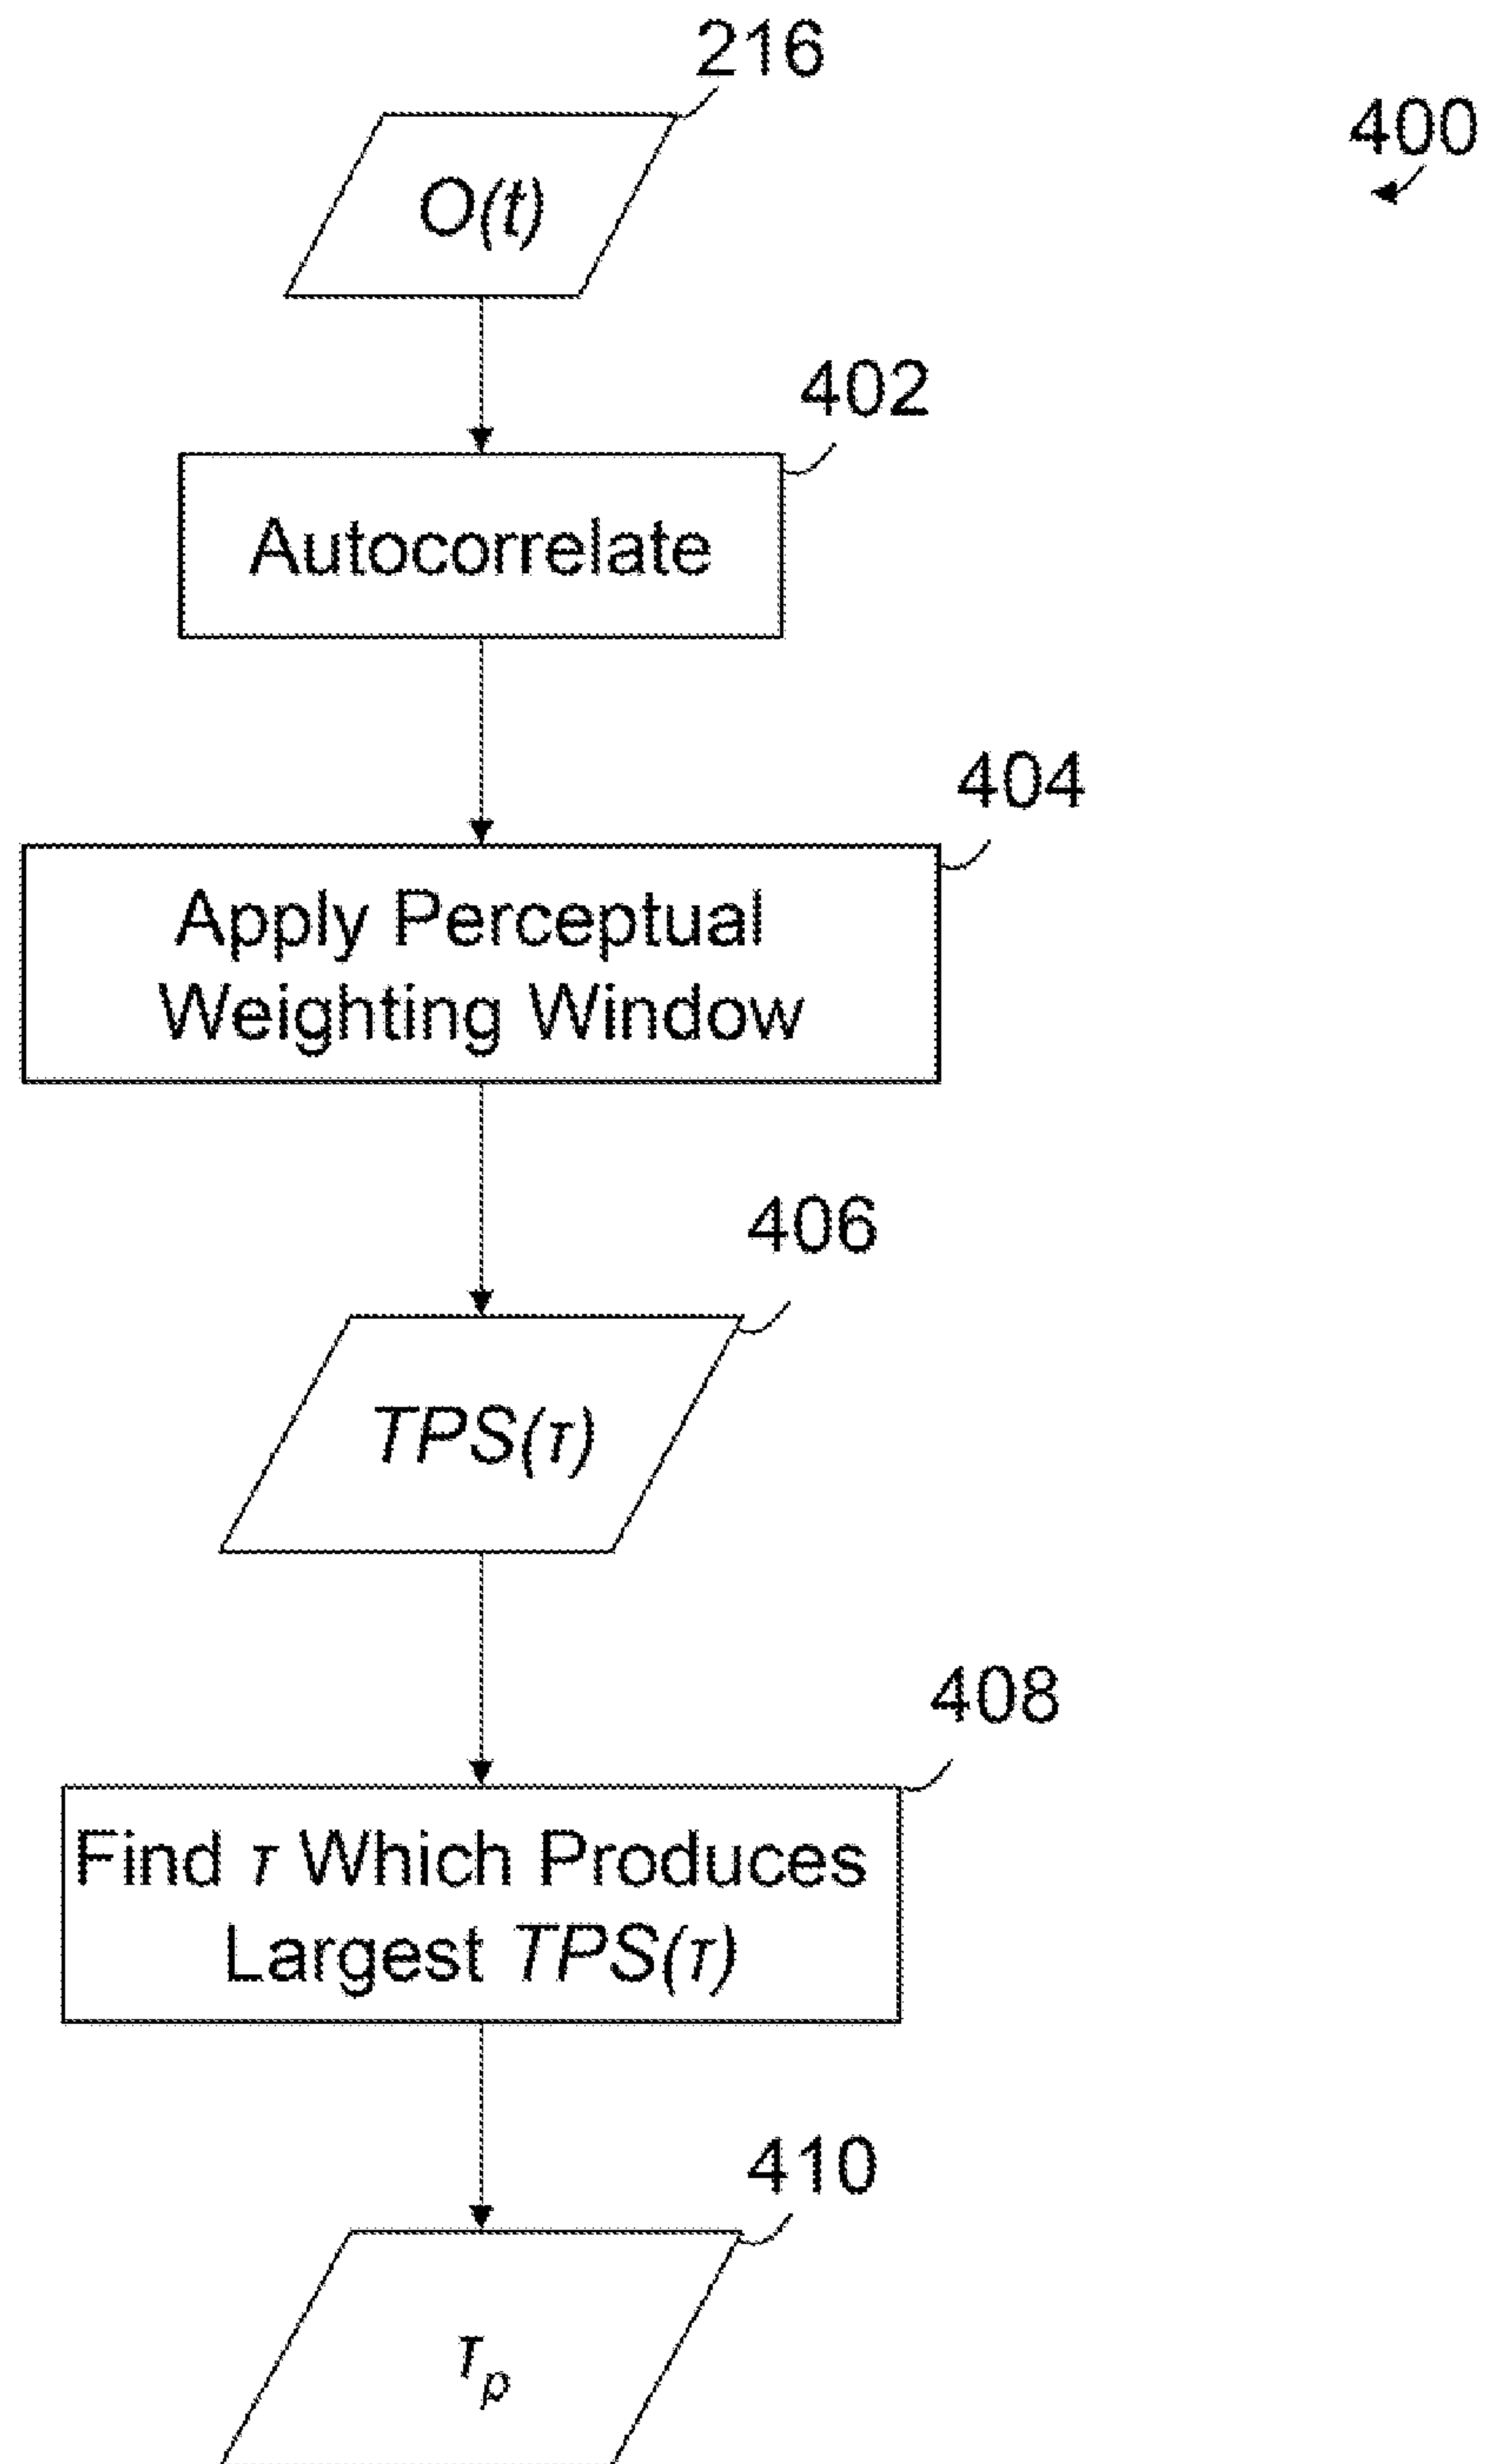 216
400
O(t)
402
Autocorrelate
404
Apply Perceptual
Weighting Window
406
TPS(τ)
408
Find τ Which Produces
Largest TPS(τ)
410
τp